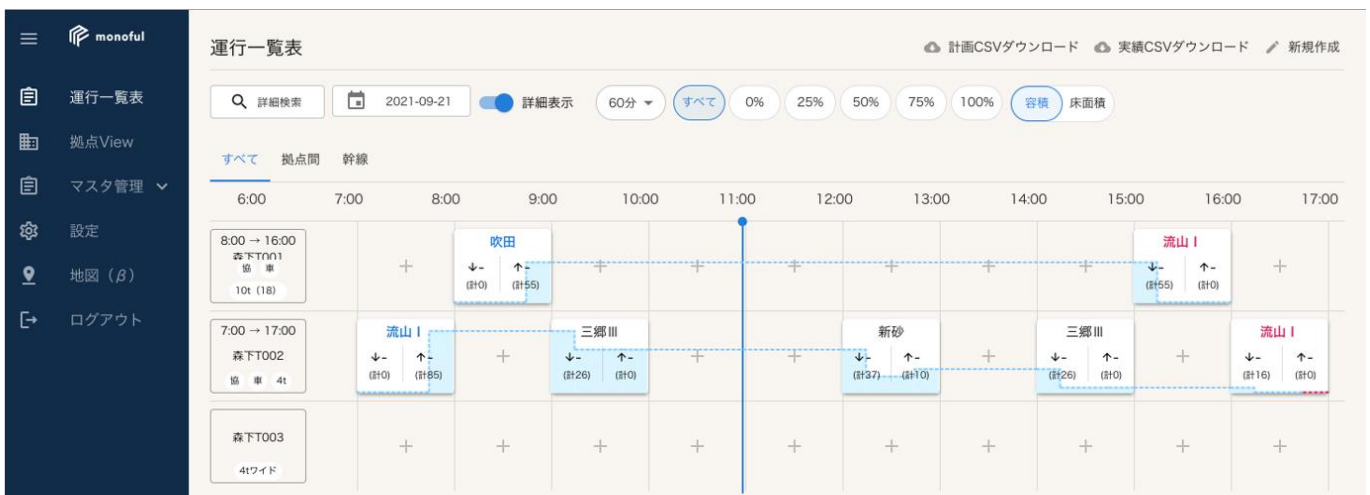 monoful
運行一覧表
計画CSVダウンロード 実績CSVダウンロード 新規作成
運行一覧表
拠点View
マスタ管理
設定
地図（β）
ログアウト
詳細検索 2021-09-21 詳細表示 60分 すべて 0% 25% 50% 75% 100% 容積 床面積
すべて 拠点間 幹線
6:00 7:00 8:00 9:00 10:00 11:00 12:00 13:00 14:00 15:00 16:00 17:00
8:00 → 16:00
森下T001
協 車
10t（18）
吹田
↓- ↑-
(計0) (計55)
流山Ⅰ
↓- ↑-
(計55) (計0)
7:00 → 17:00
森下T002
協 車 4t
流山Ⅰ
↓- ↑-
(計0) (計85)
三郷Ⅲ
↓- ↑-
(計26) (計0)
新砂
↓- ↑-
(計37) (計10)
三郷Ⅲ
↓- ↑-
(計26) (計0)
流山Ⅰ
↓- ↑-
(計16) (計0)
森下T003
4tワイド